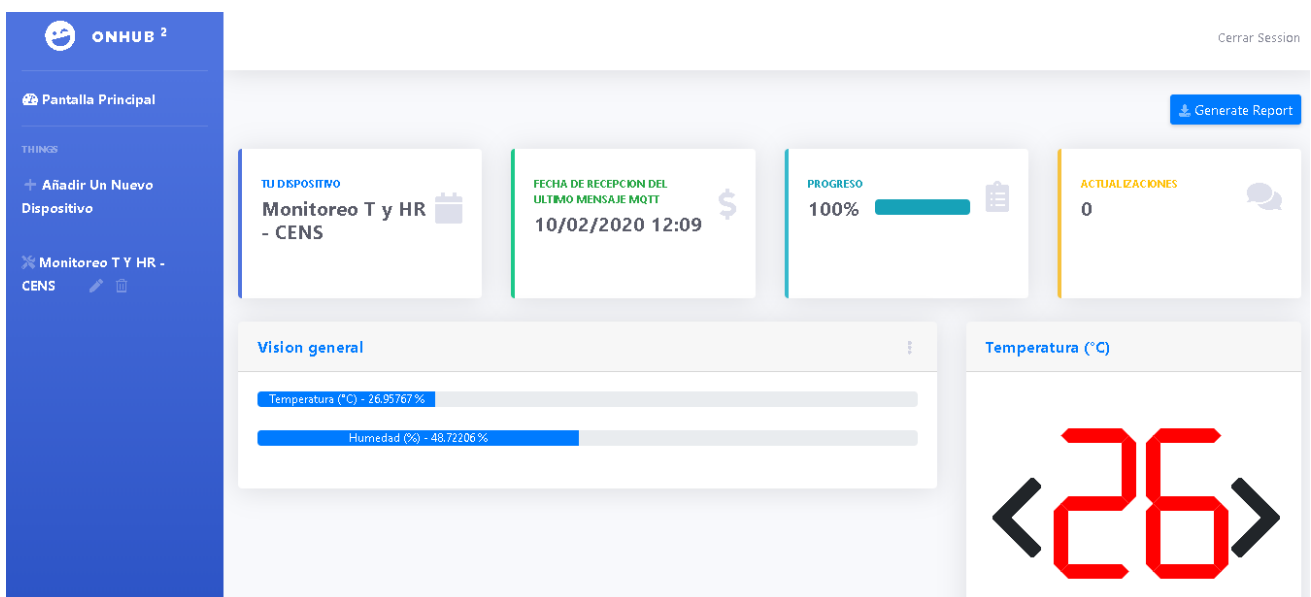 ONHUB 2
Cerrar Session
Pantalla Principal
Generate Report
THINGS
Añadir Un Nuevo
Dispositivo
Monitoreo T Y HR -
CENS
TU DISPOSITIVO
Monitoreo T y HR
- CENS
FECHA DE RECEPCION DEL
ULTIMO MENSAJE MQTT
10/02/2020 12:09
PROGRESO
100%
ACTUALIZACIONES
0
Vision general
Temperatura (°C) - 26.95767 %
Humedad (%) - 48.72206 %
Temperatura (°C)
26